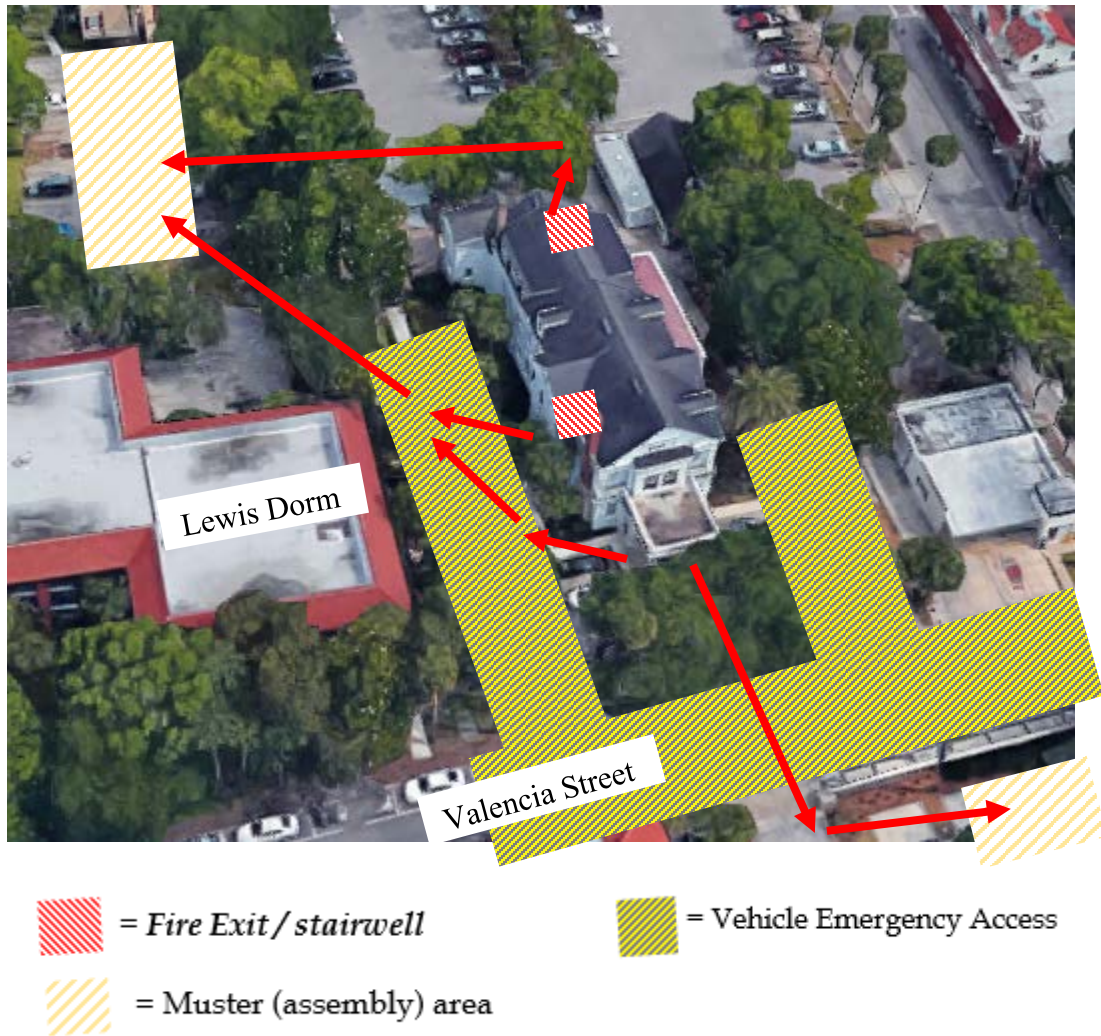 Lewis Dorm
Valencia Street
= Fire Exit / stairwell
= Vehicle Emergency Access
= Muster (assembly) area